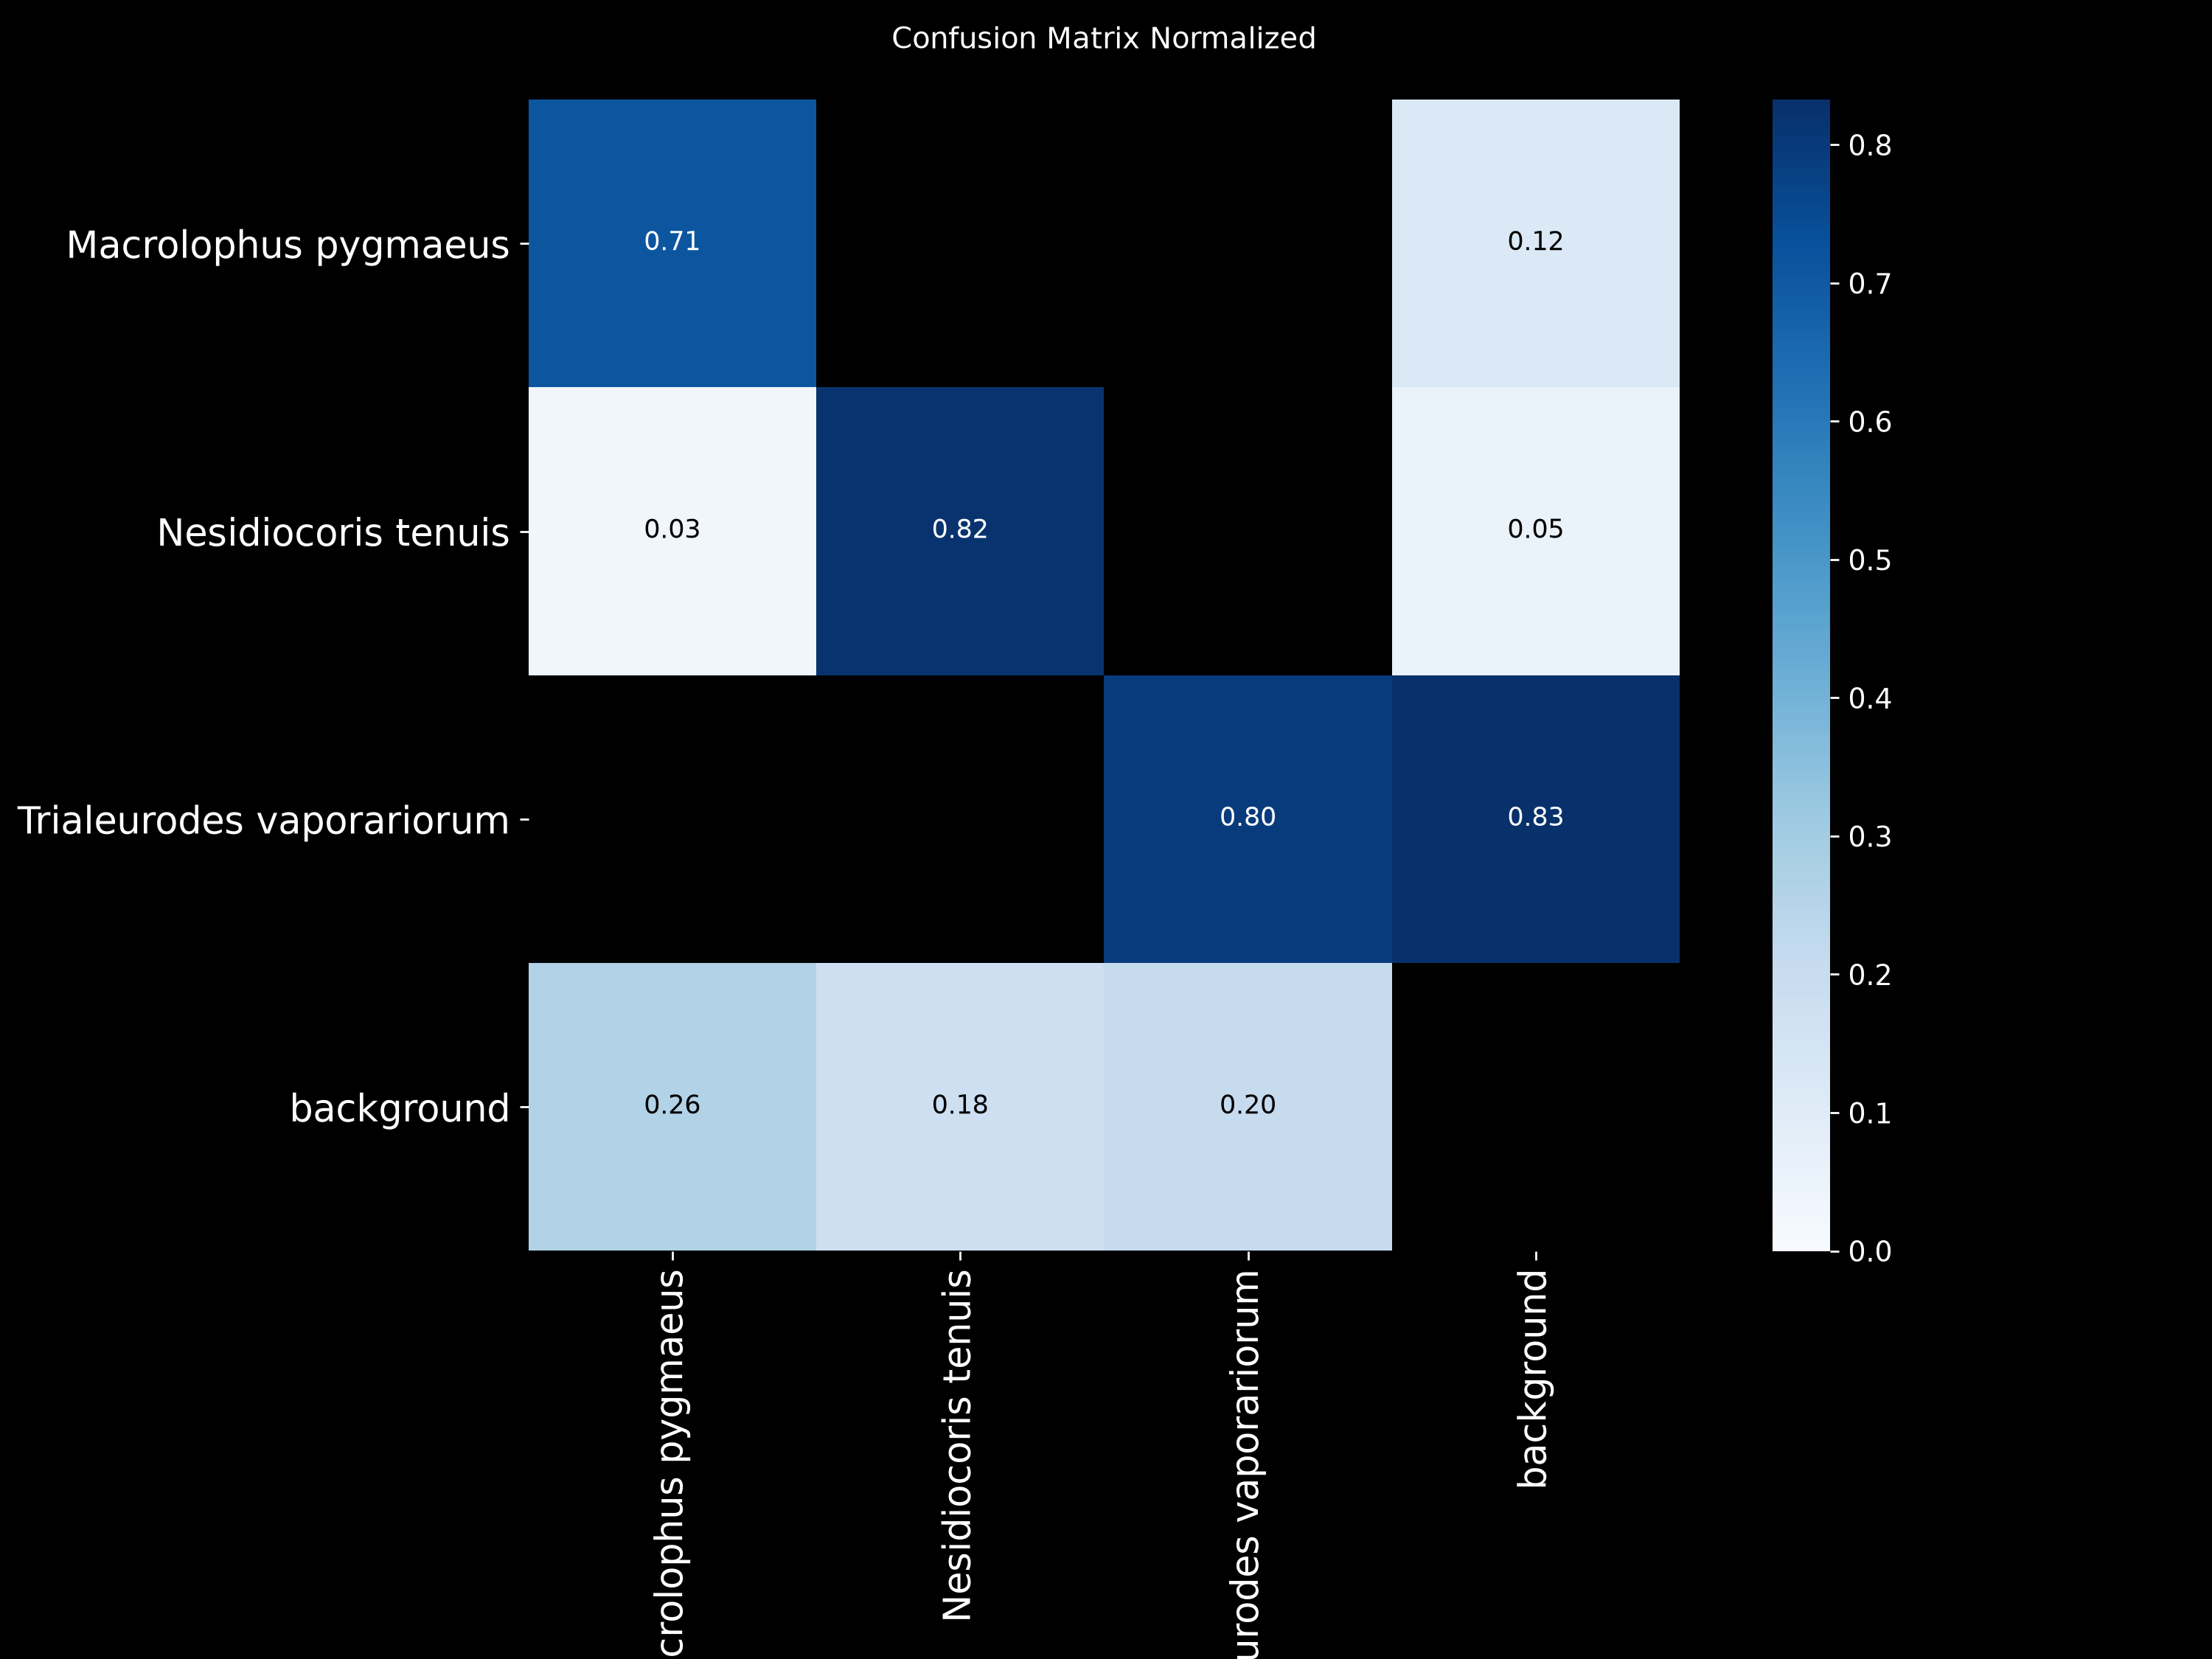 Confusion Matrix Normalized
Macrolophus pygmaeus
0.71
0.12
Nesidiocoris tenuis
0.03
0.82
0.05
Trialeurodes vaporariorum
0.80
0.83
background
0.26
0.18
0.20
crolophus pygmaeus
Nesidiocoris tenuis
urodes vaporariorum
background
0.8
0.7
0.6
0.5
0.4
0.3
0.2
0.1
0.0